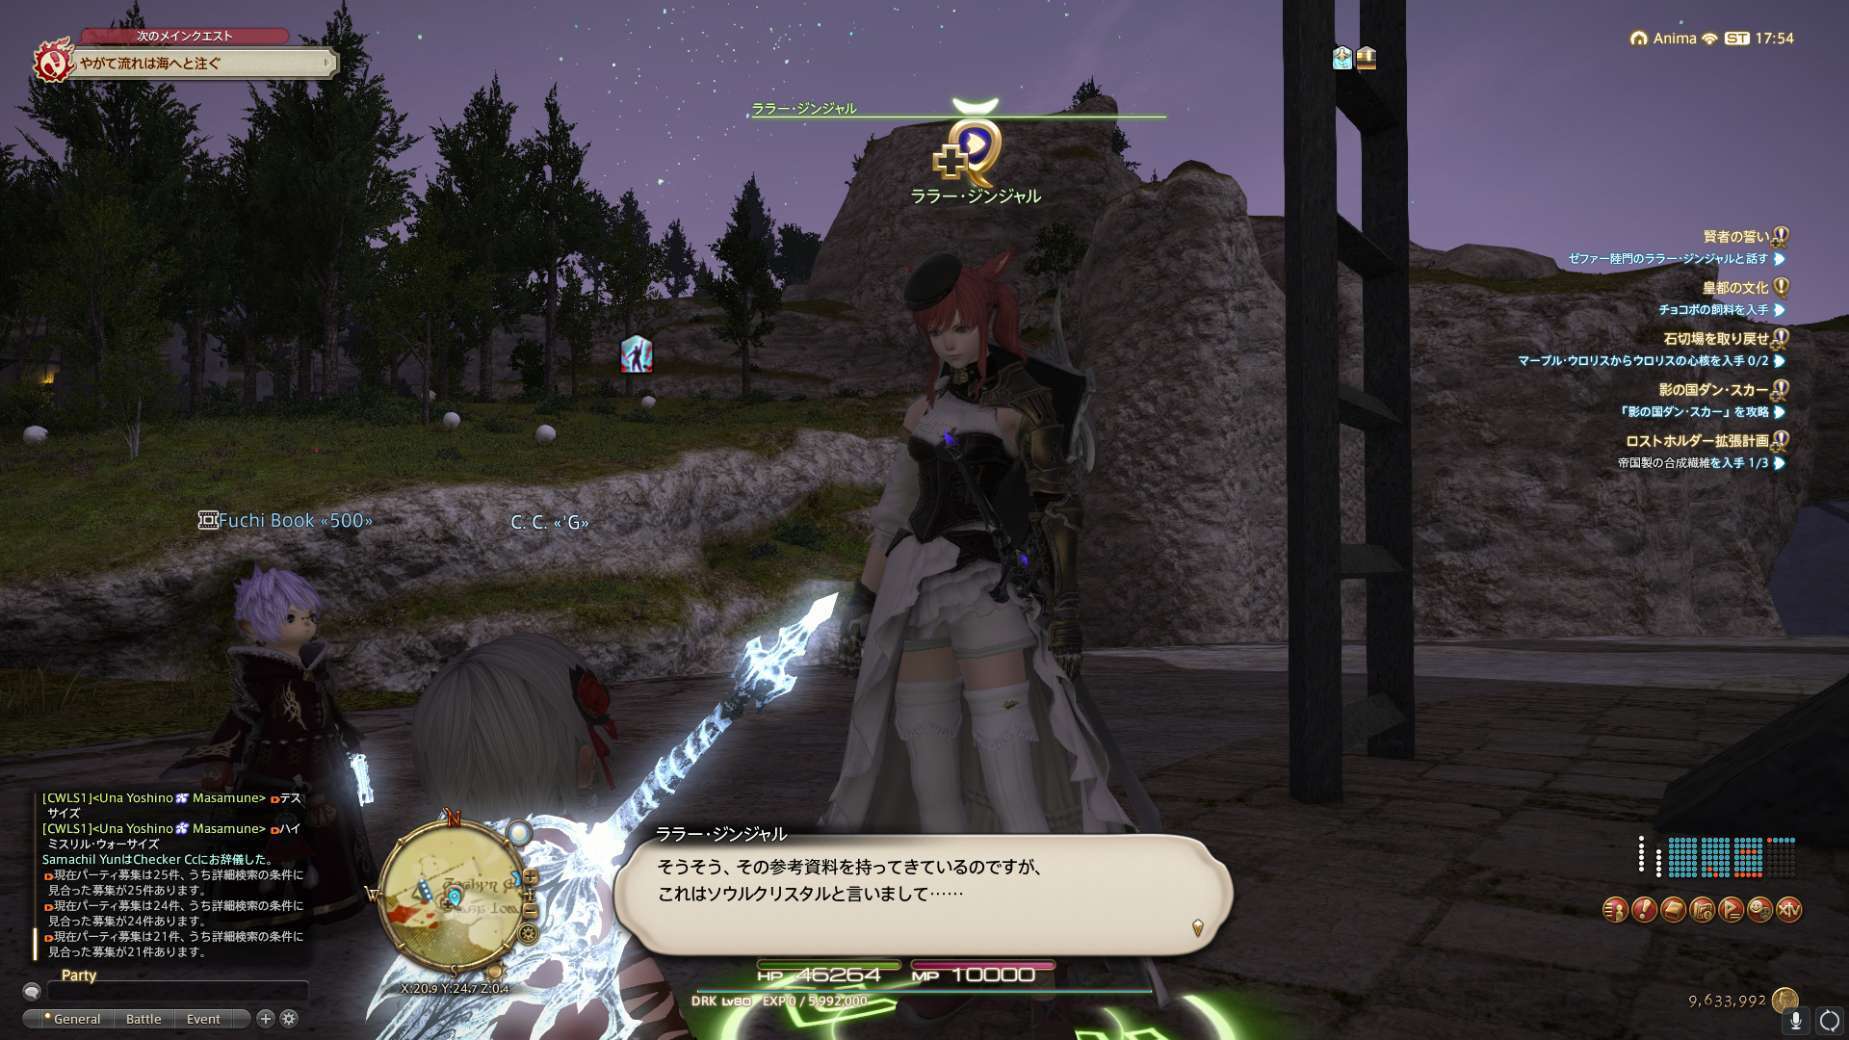 次のメインクエスト
やがて流れは海へと注ぐ
Anima ST 17:54
ララー・ジンジャル
ララー・ジンジャル
賢者の誓い
ゼファー陸門のララー・ジンジャルと話す
皇都の文化
チョコボの飼料を入手
石切場を取り戻せ
マーブル・ウロリスからウロリスの心核を入手 0/2
影の国ダン・スカー
「影の国ダン・スカー」を攻略
ロストホルダー拡張計画
帝国製の合成繊維を入手 1/3
Fuchi Book «500»
C. C. «'G»
[CWLS1]<Una Yoshino Masamune> テス
サイズ
[CWLS1]<Una Yoshino Masamune> ハイ
ミスリル・ウォーサイズ
Samachil YunはChecker Ccにお辞儀した。
現在パーティ募集は25件、うち詳細検索の条件に
見合った募集が25件あります。
現在パーティ募集は24件、うち詳細検索の条件に
見合った募集が24件あります。
現在パーティ募集は21件、うち詳細検索の条件に
見合った募集が21件あります。
Party
General Battle Event
N
W
X:20.9 Y:24.7 Z:0.4
ララー・ジンジャル
そうそう、その参考資料を持ってきているのですが、
これはソウルクリスタルと言いまして……
HP 46264 MP 10000
DRK Lv80 EXP 0 / 5,992,000
XIV
9,633,992